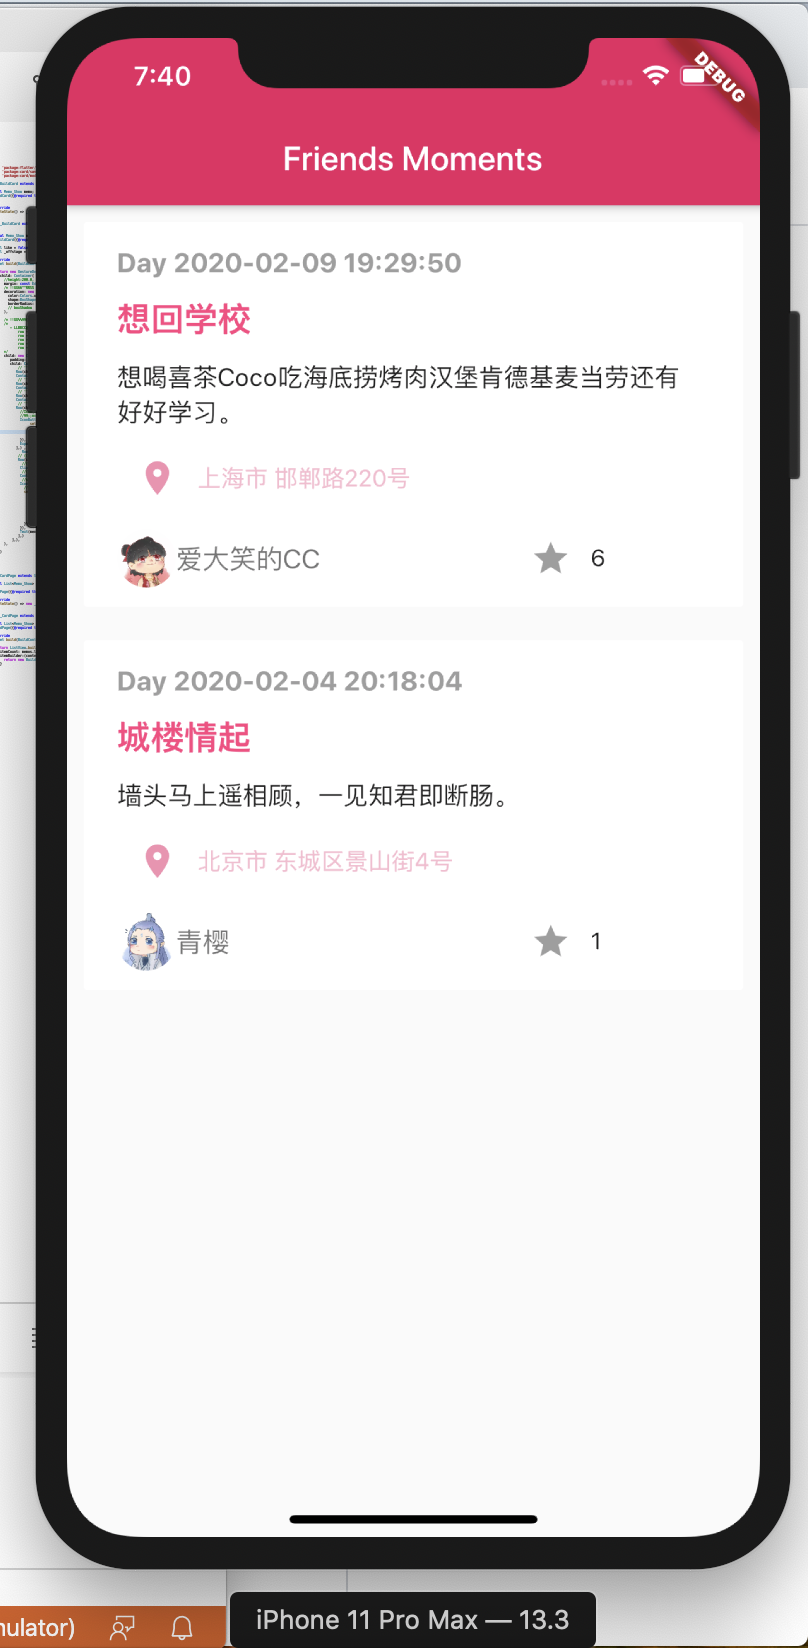 7:40
DEBUG
Friends Moments
Day 2020-02-09 19:29:50
想回学校
想喝喜茶Coco吃海底捞烤肉汉堡肯德基麦当劳还有
好好学习。
上海市 邯郸路220号
爱大笑的CC
6
Day 2020-02-04 20:18:04
城楼情起
墙头马上遥相顾，一见知君即断肠。
北京市 东城区景山街4号
青樱
1
nulator)
iPhone 11 Pro Max — 13.3